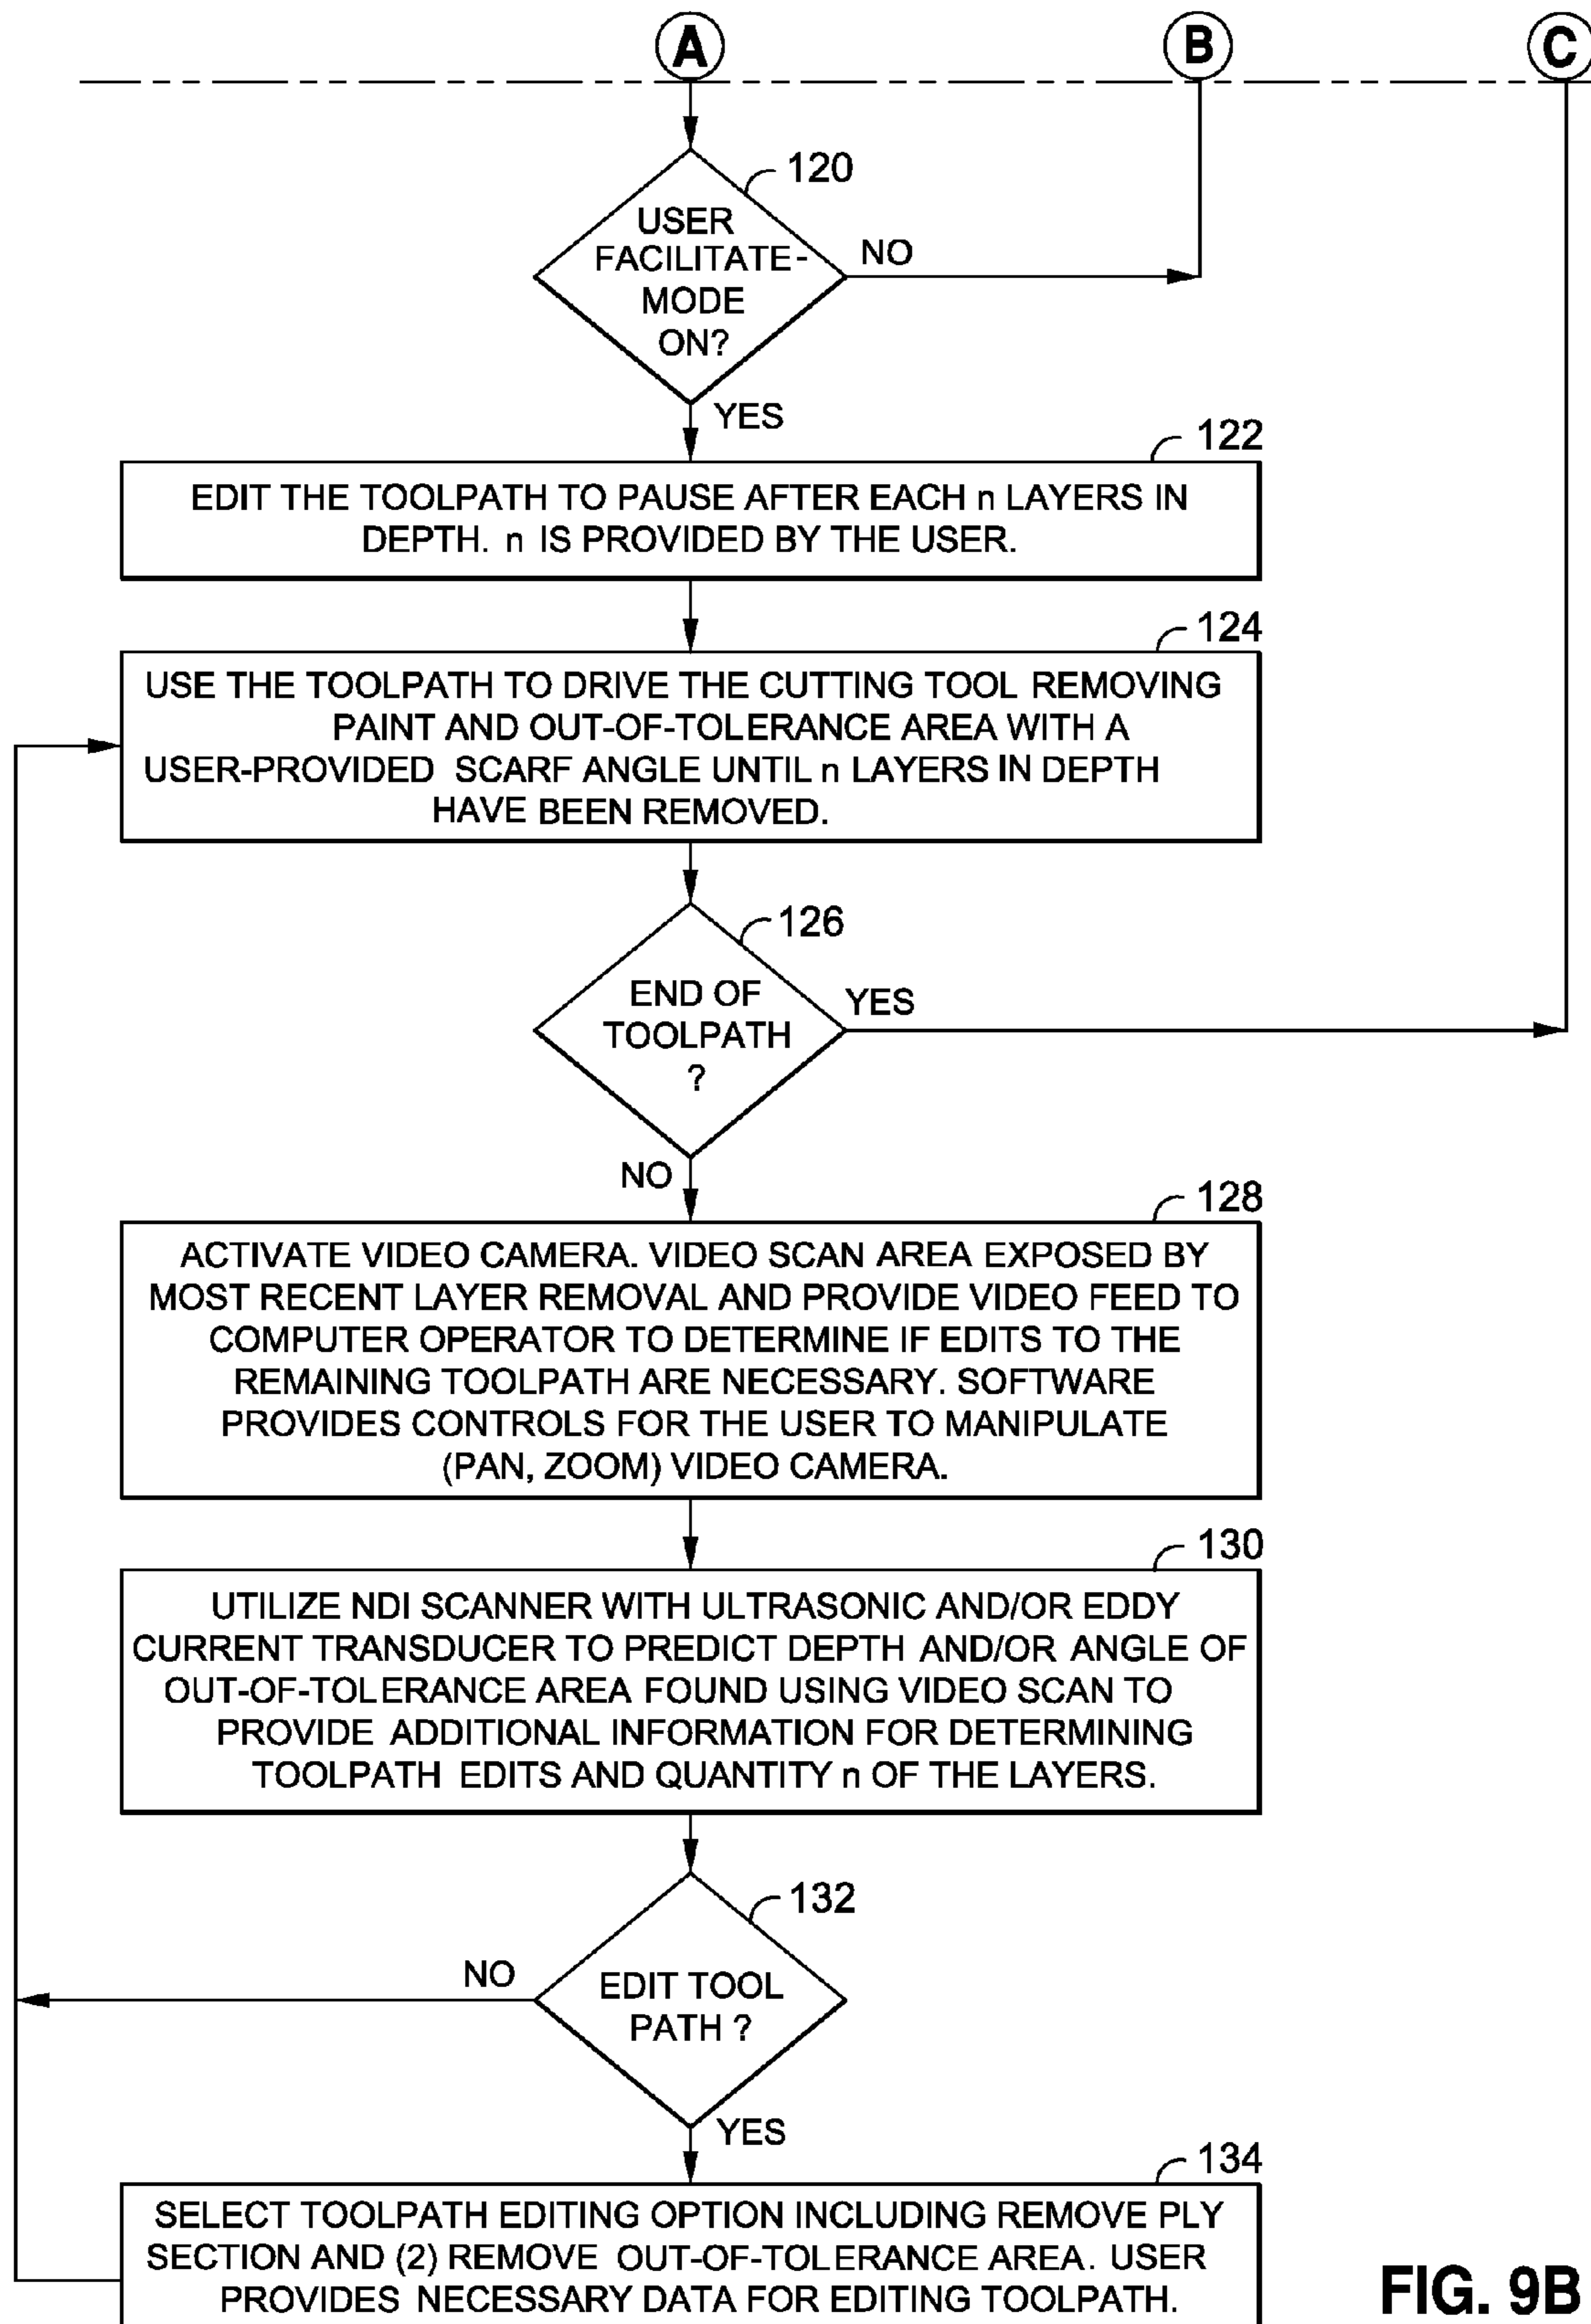 A
B
C
120
USER
FACILITATE-
MODE
ON?
NO
YES
122
EDIT THE TOOLPATH TO PAUSE AFTER EACH n LAYERS IN
DEPTH. n IS PROVIDED BY THE USER.
124
USE THE TOOLPATH TO DRIVE THE CUTTING TOOL REMOVING
PAINT AND OUT-OF-TOLERANCE AREA WITH A
USER-PROVIDED SCARF ANGLE UNTIL n LAYERS IN DEPTH
HAVE BEEN REMOVED.
126
END OF
TOOLPATH
?
YES
NO
128
ACTIVATE VIDEO CAMERA. VIDEO SCAN AREA EXPOSED BY
MOST RECENT LAYER REMOVAL AND PROVIDE VIDEO FEED TO
COMPUTER OPERATOR TO DETERMINE IF EDITS TO THE
REMAINING TOOLPATH ARE NECESSARY. SOFTWARE
PROVIDES CONTROLS FOR THE USER TO MANIPULATE
(PAN, ZOOM) VIDEO CAMERA.
130
UTILIZE NDI SCANNER WITH ULTRASONIC AND/OR EDDY
CURRENT TRANSDUCER TO PREDICT DEPTH AND/OR ANGLE OF
OUT-OF-TOLERANCE AREA FOUND USING VIDEO SCAN TO
PROVIDE ADDITIONAL INFORMATION FOR DETERMINING
TOOLPATH EDITS AND QUANTITY n OF THE LAYERS.
132
NO
EDIT TOOL
PATH ?
YES
134
SELECT TOOLPATH EDITING OPTION INCLUDING REMOVE PLY
SECTION AND (2) REMOVE OUT-OF-TOLERANCE AREA. USER
PROVIDES NECESSARY DATA FOR EDITING TOOLPATH.
FIG. 9B